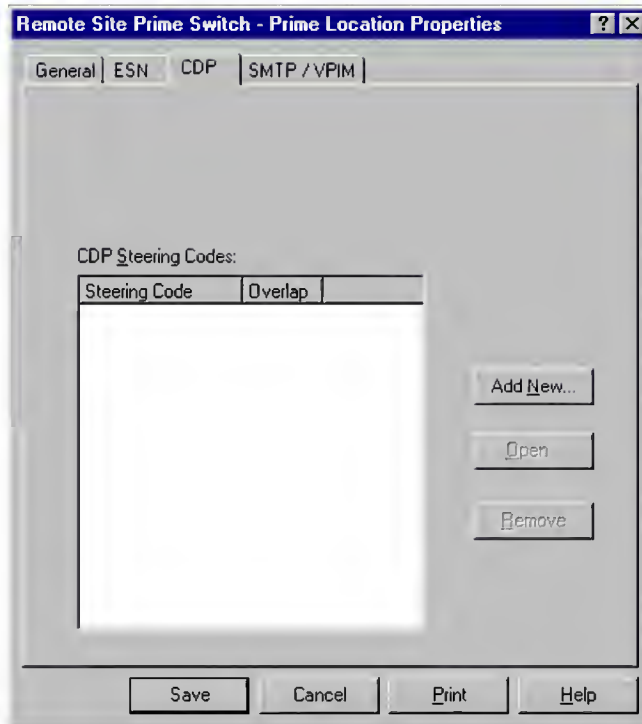 Remote Site Prime Switch - Prime Location Properties ? ×
General ESN CDP SMTP / VPIM
CDP Steering Codes:
Steering Code Overlap
Add New...
Open
Remove
Save Cancel Print Help